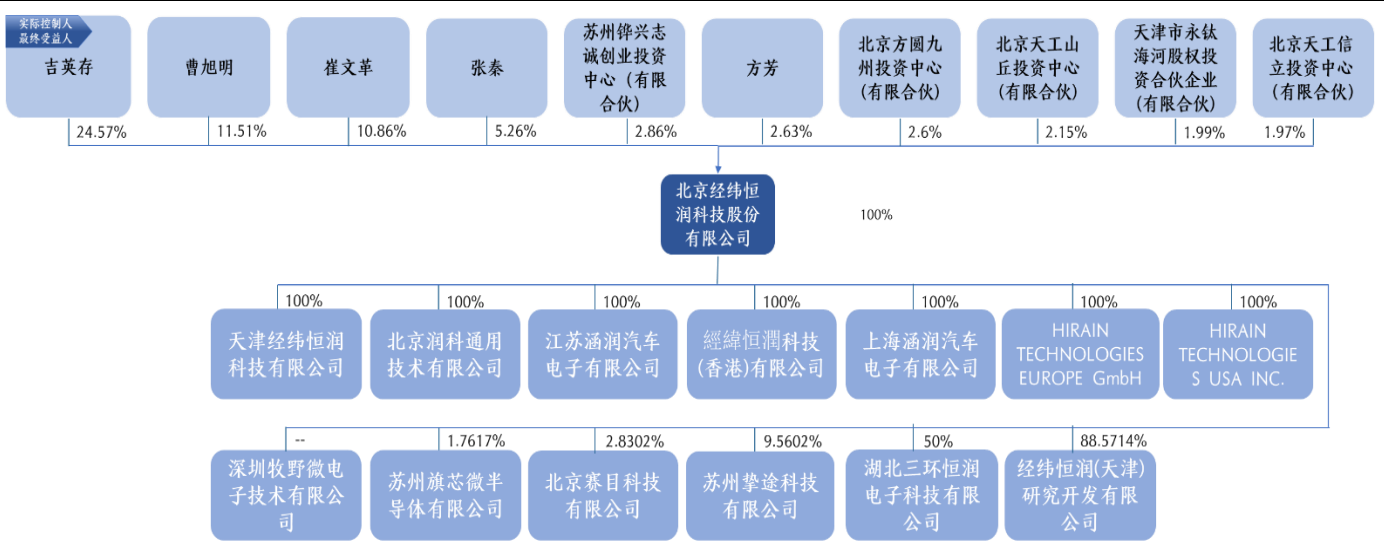 实际控制人
最终受益人
吉英存
曹旭明
崔文革
张秦
苏州铧兴志
诚创业投资
中心（有限
合伙）
方芳
北京方圆九
州投资中心
(有限合伙)
北京天工山
丘投资中心
(有限合伙)
天津市永钛
海河股权投
资合伙企业
(有限合伙)
北京天工信
立投资中心
(有限合伙)
24.57%
11.51%
10.86%
5.26%
2.86%
2.63%
2.6%
2.15%
1.99%
1.97%
北京经纬恒
润科技股份
有限公司
100%
100%
100%
100%
100%
100%
100%
100%
天津经纬恒润
科技有限公司
北京润科通用
技术有限公司
江苏涵润汽车
电子有限公司
經緯恒潤科技
(香港)有限公司
上海涵润汽车
电子有限公司
HIRAIN
TECHNOLOGIES
EUROPE GmbH
HIRAIN
TECHNOLOGIE
S USA INC.
--
1.7617%
2.8302%
9.5602%
50%
88.5714%
深圳牧野微电
子技术有限公
司
苏州旗芯微半
导体有限公司
北京赛目科技
有限公司
苏州挚途科技
有限公司
湖北三环恒润
电子科技有限
公司
经纬恒润(天津)
研究开发有限
公司